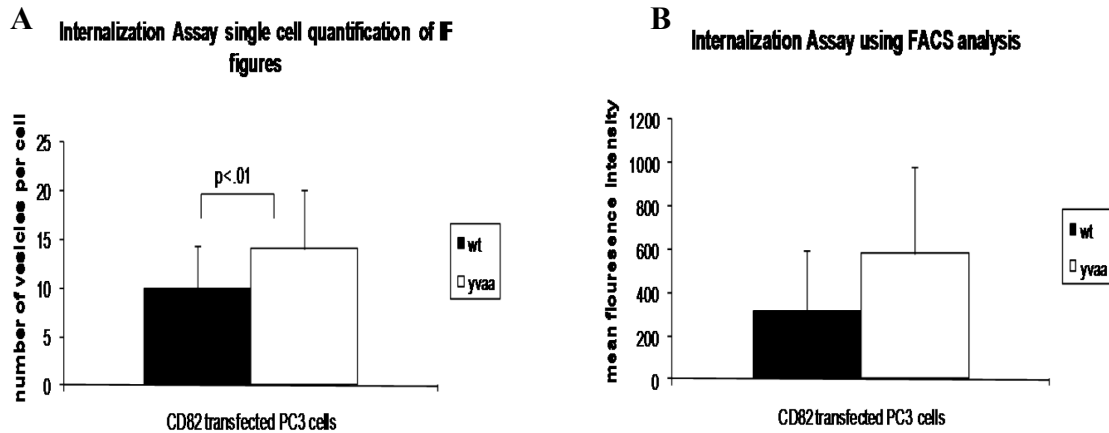 A
Internalization Assay single cell quantification of IF
figures
number of vesicles per cell
25
20
15
10
5
0
p<.01
wt
yvaa
CD82 transfected PC3 cells
B
Internalization Assay using FACS analysis
mean flouresence Intensity
1200
1000
800
600
400
200
0
wt
yvaa
CD82 transfected PC3 cells